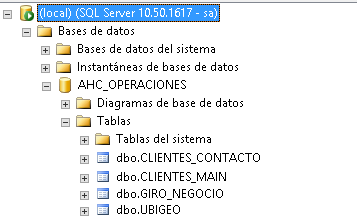 (local) (SQL Server 10.50.1617 - sa)
Bases de datos
Bases de datos del sistema
Instantáneas de bases de datos
AHC_OPERACIONES
Diagramas de base de datos
Tablas
Tablas del sistema
dbo.CLIENTES_CONTACTO
dbo.CLIENTES_MAIN
dbo.GIRO_NEGOCIO
dbo.UBIGEO